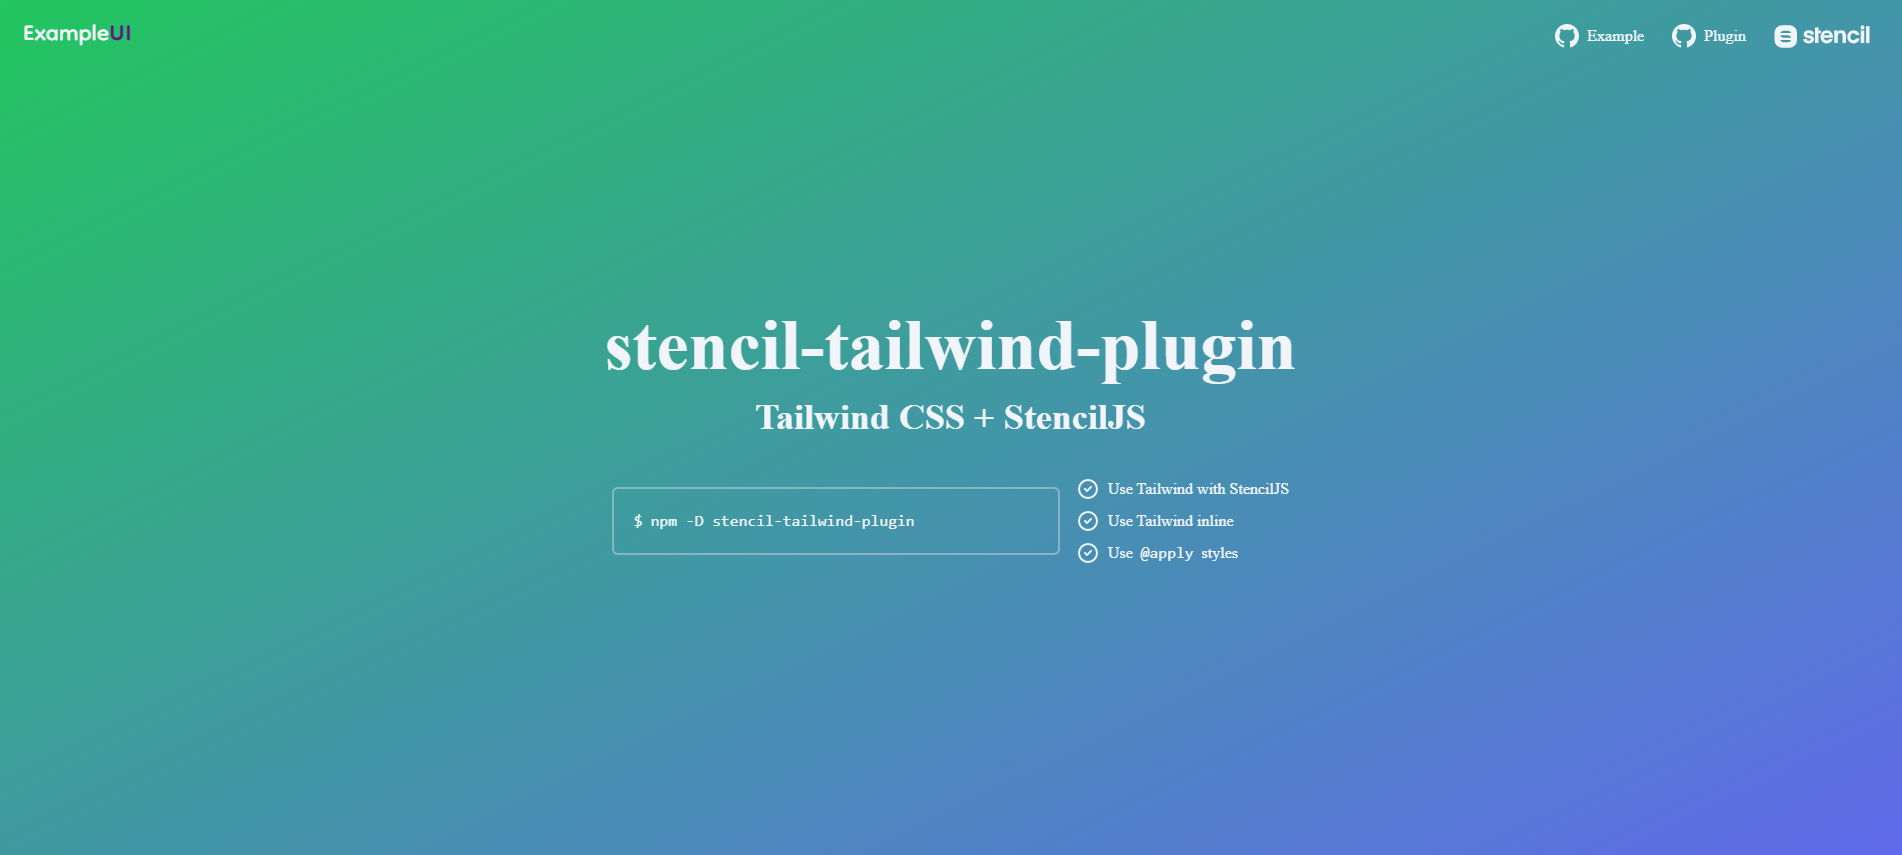 ExampleUI
Example
Plugin
stencil
stencil-tailwind-plugin
Tailwind CSS + StencilJS
$ npm -D stencil-tailwind-plugin
Use Tailwind with StencilJS
Use Tailwind inline
Use @apply styles